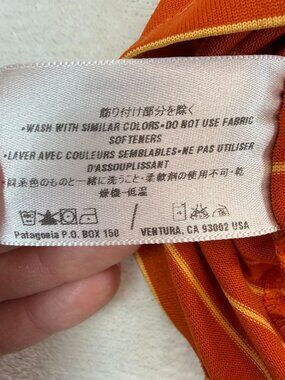 飾り付け部分を除く
•WASH WITH SIMILAR COLORS•DO NOT USE FABRIC
SOFTENERS
•LAVER AVEC COULEURS SEMBLABLES•NE PAS UTILISER
D'ASSOUPLISSANT
•同系色のものと一緒に洗うこと・柔軟剤の使用不可・乾
燥機-低温
Patagonia P.O. BOX 150 / VENTURA, CA 93002 USA